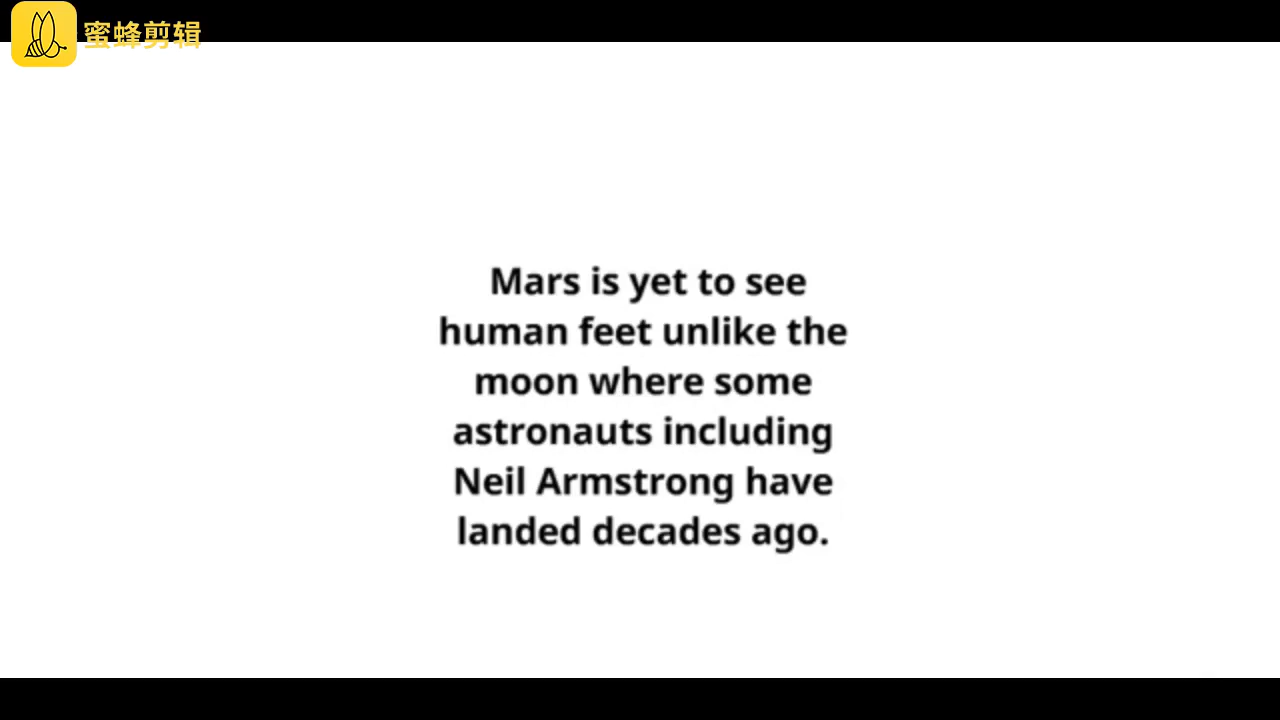 蜜蜂剪辑
Mars is yet to see
human feet unlike the
moon where some
astronauts including
Neil Armstrong have
landed decades ago.